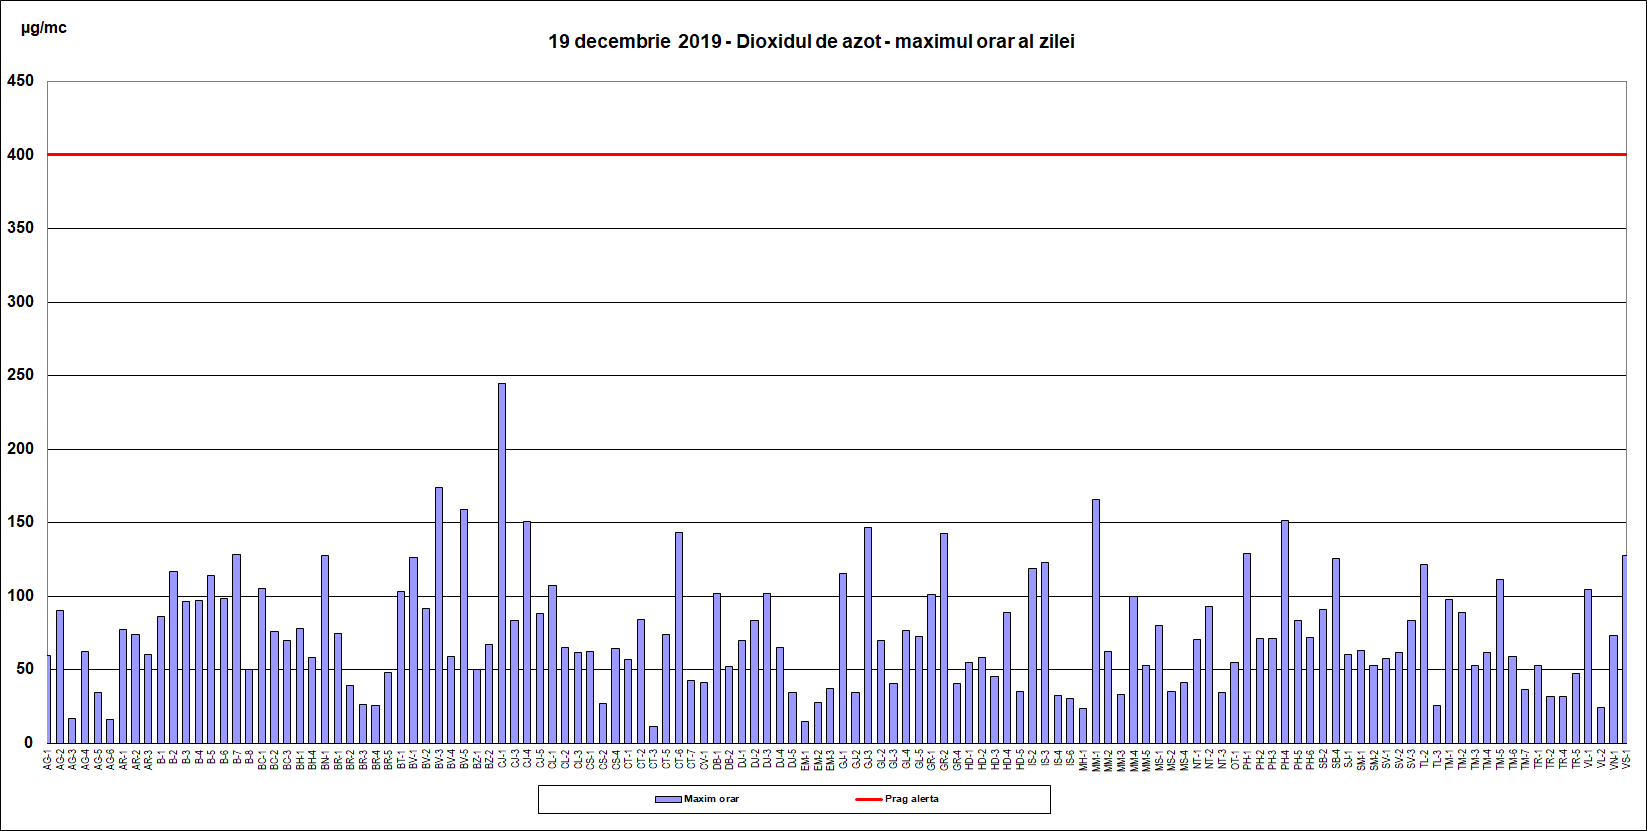 µg/mc
19 decembrie 2019 - Dioxidul de azot - maximul orar al zilei
450
400
350
300
250
200
150
100
50
0
AG-1 AG-2 AG-3 AG-4 AG-5 AG-6 AR-1 AR-2 AR-3 B-1 B-2 B-3 B-4 B-5 B-6 B-7 B-8 BC-1 BC-2 BC-3 BH-1 BH-4 BN-1 BR-1 BR-2 BR-3 BR-4 BR-5 BT-1 BV-1 BV-2 BV-3 BV-4 BV-5 BZ-1 BZ-2 CJ-1 CJ-3 CJ-4 CJ-5 CL-1 CL-2 CL-3 CS-1 CS-2 CS-4 CT-1 CT-2 CT-3 CT-5 CT-6 CT-7 CV-1 DB-1 DB-2 DJ-1 DJ-2 DJ-3 DJ-4 DJ-5 EM-1 EM-2 EM-3 GJ-1 GJ-2 GJ-3 GL-2 GL-3 GL-4 GL-5 GR-1 GR-2 GR-4 HD-1 HD-2 HD-3 HD-4 HD-5 IS-2 IS-3 IS-4 IS-6 MH-1 MM-1 MM-2 MM-3 MM-4 MM-5 MS-1 MS-2 MS-4 NT-1 NT-2 NT-3 OT-1 PH-1 PH-2 PH-3 PH-4 PH-5 PH-6 SB-2 SB-4 SJ-1 SM-1 SM-2 SV-1 SV-2 SV-3 TL-2 TL-3 TM-1 TM-2 TM-3 TM-4 TM-5 TM-6 TM-7 TR-1 TR-2 TR-4 TR-5 VL-1 VL-2 VN-1 VS-1
Maxim orar Prag alerta